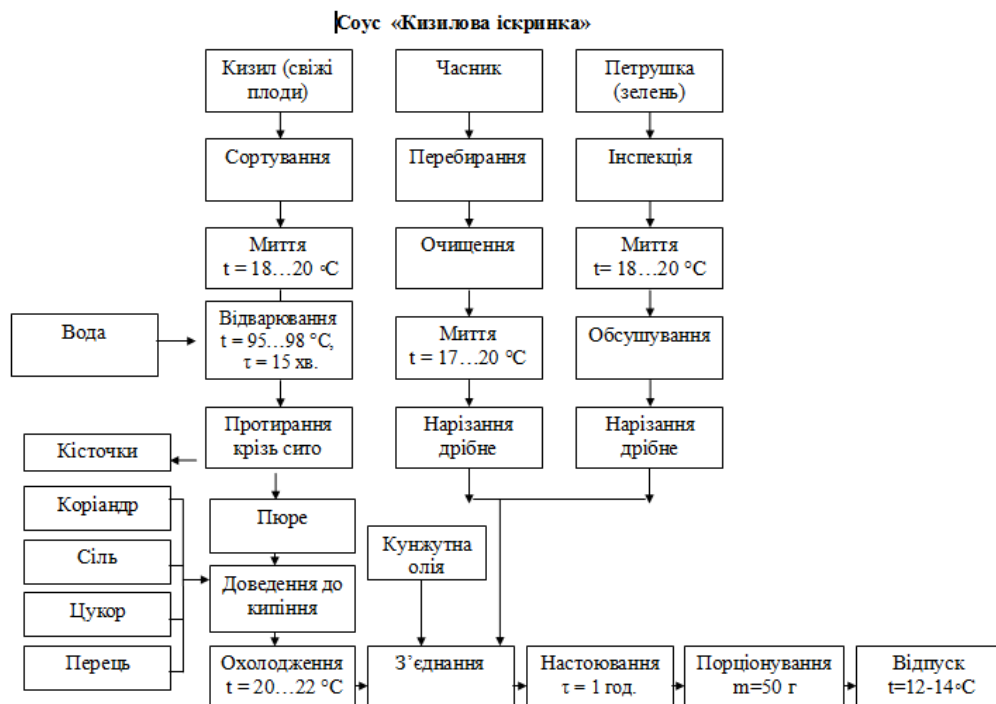 Соус «Кизилова іскринка»
Кизил (свіжі
плоди)
Часник
Петрушка
(зелень)
Сортування
Перебирання
Інспекція
Миття
t = 18…20 °С
Очищення
Миття
t= 18…20 °С
Вода
Відварювання
t = 95…98 °С,
τ = 15 хв.
Миття
t = 17…20 °С
Обсушування
Протирання
крізь сито
Нарізання
дрібне
Нарізання
дрібне
Кісточки
Коріандр
Пюре
Кунжутна
олія
Сіль
Доведення до
кипіння
Цукор
Перець
Охолодження
t = 20…22 °С
З’єднання
Настоювання
τ = 1 год.
Порціонування
m=50 г
Відпуск
t=12-14°С